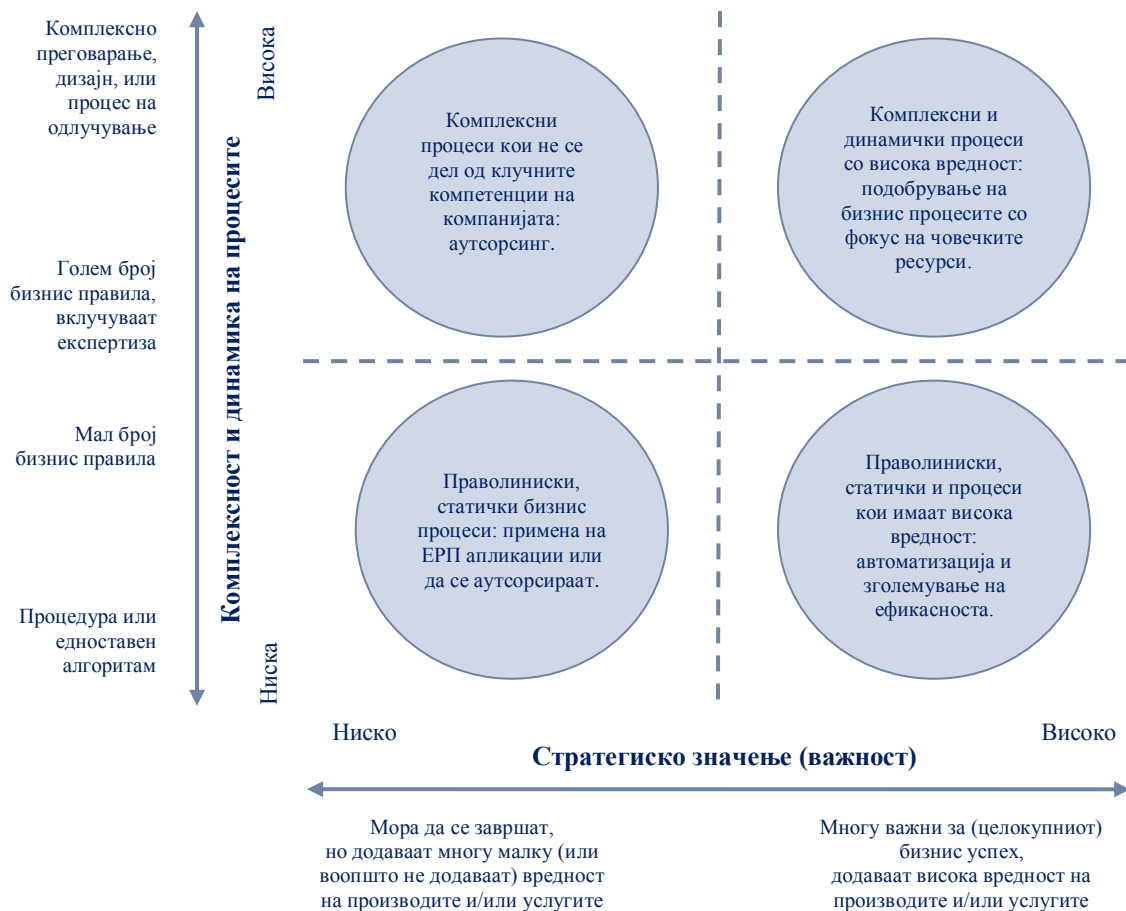 Комплексно
преговарање,
дизајн, или
процес на
одлучување
Голем број
бизнис правила,
вклучуваат
експертиза
Мал број
бизнис правила
Процедура или
едноставен
алгоритам
Комплексност и динамика на процесите
Висока
Ниска
Комплексни
процеси кои не се
дел од клучните
компетенции на
компанијата:
аутсорсинг.
Комплексни и
динамички процеси
со висока вредност:
подобрување на
бизнис процесите со
фокус на човечките
ресурси.
Праволиниски,
статички бизнис
процеси: примена на
ЕРП апликации или
да се аутсорсираат.
Праволиниски,
статички и процеси
кои имаат висока
вредност:
автоматизација и
зголемување на
ефикасноста.
Ниско
Високо
Стратегиско значење (важност)
Мора да се завршат,
но додаваат многу малку (или
воопшто не додаваат) вредност
на производите и/или услугите
Многу важни за (целокупниот)
бизнис успех,
додаваат висока вредност на
производите и/или услугите